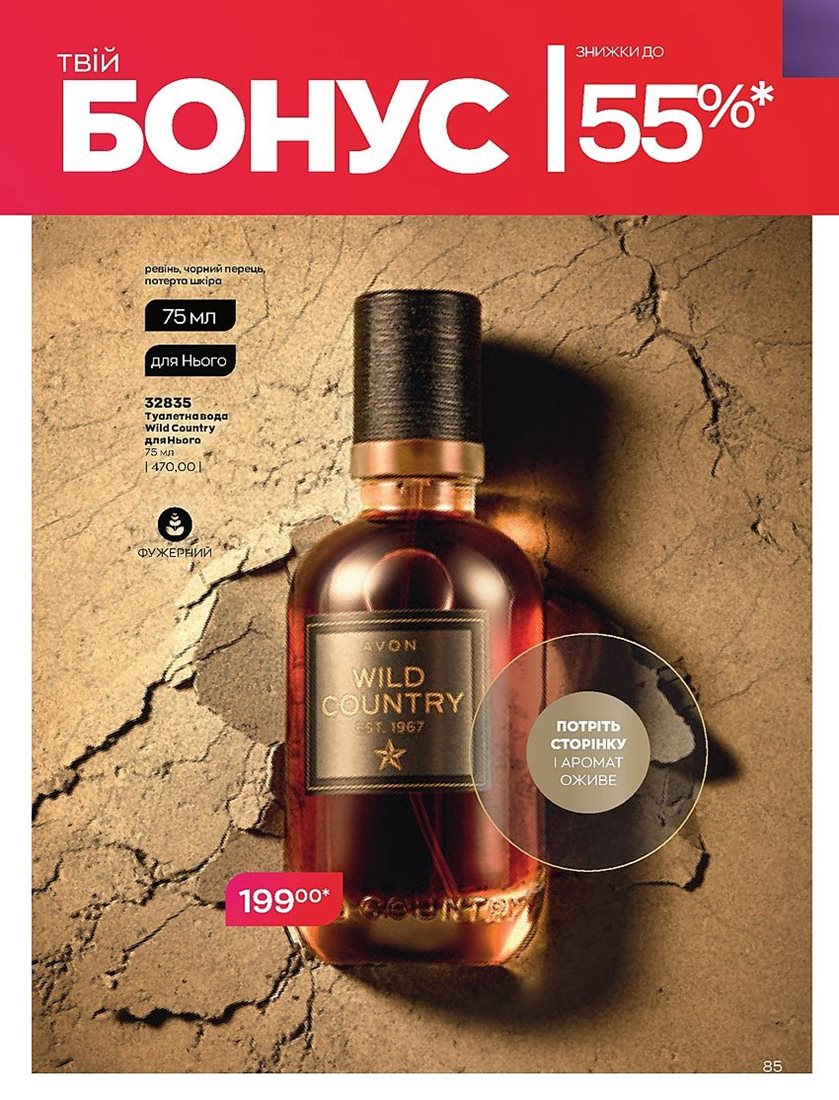 ТВІЙ
БОНУС
ЗНИЖКИ ДО
55%*
ревінь, чорний перець,
потерта шкіра
75 мл
для Нього
32835
Туалетна вода
Wild Country
для Нього
75 мл
| 470,00 |
ФУЖЕРНИЙ
AVON
WILD
COUNTRY
EST. 1967
ПОТРІТЬ
СТОРІНКУ
І АРОМАТ
ОЖИВЕ
19900*
COUNTRY
85